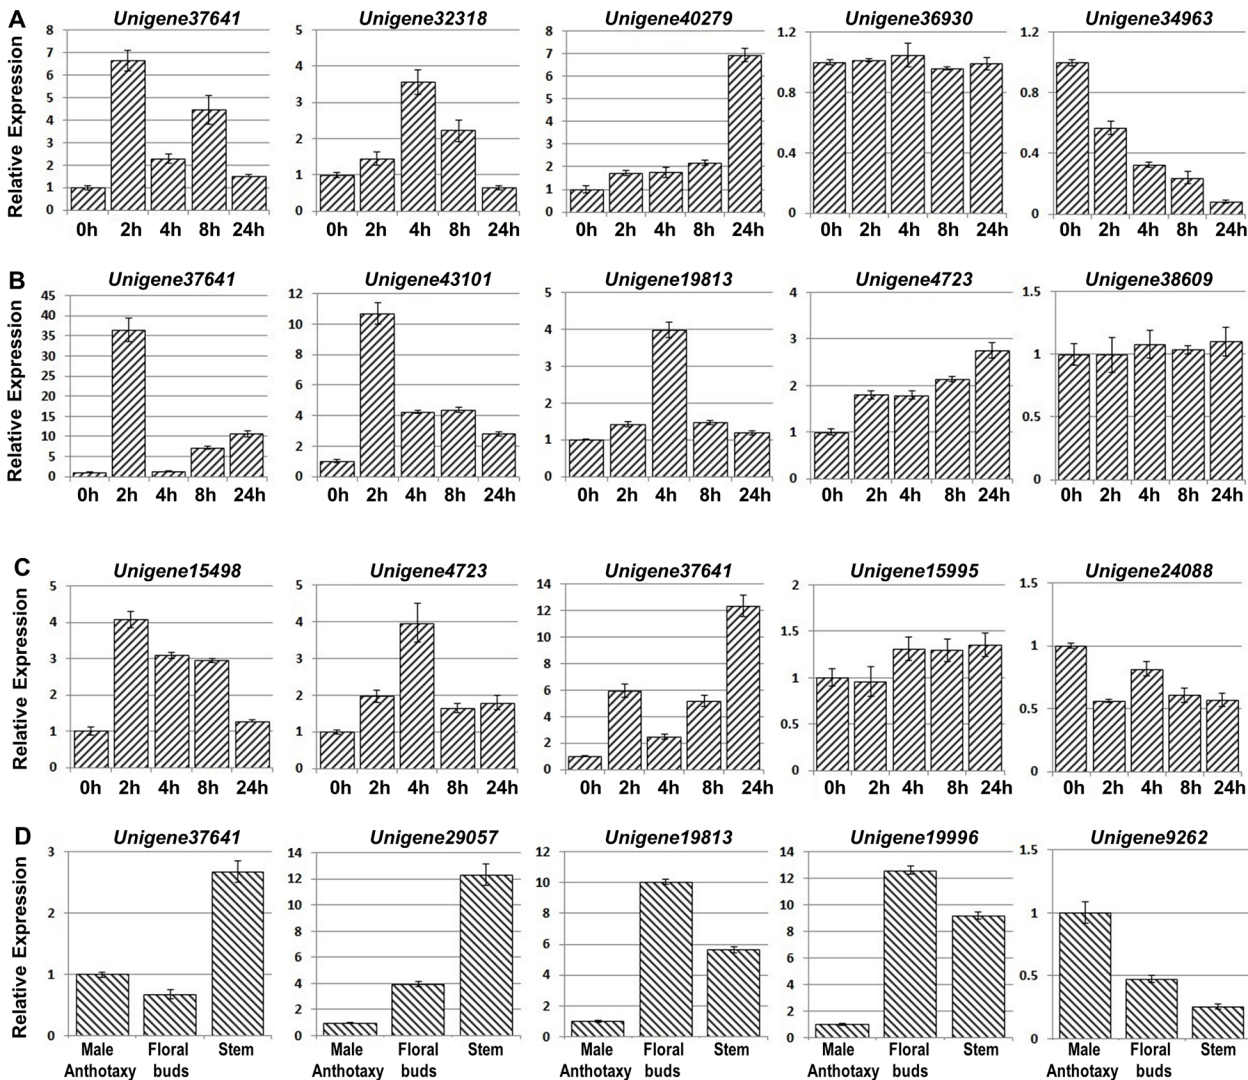 A
Unigene37641 Unigene32318 Unigene40279 Unigene36930 Unigene34963
Relative Expression
8 7 6 5 4 3 2 1 0
5 4 3 2 1 0
8 7 6 5 4 3 2 1 0
1.2 0.8 0.4 0
1.2 0.8 0.4 0
0h 2h 4h 8h 24h 0h 2h 4h 8h 24h 0h 2h 4h 8h 24h 0h 2h 4h 8h 24h 0h 2h 4h 8h 24h
B
Unigene37641 Unigene43101 Unigene19813 Unigene4723 Unigene38609
Relative Expression
45 40 35 30 25 20 15 10 5 0
12 10 8 6 4 2 0
5 4 3 2 1 0
4 3 2 1 0
1.5 1 0.5 0
0h 2h 4h 8h 24h 0h 2h 4h 8h 24h 0h 2h 4h 8h 24h 0h 2h 4h 8h 24h 0h 2h 4h 8h 24h
C
Unigene15498 Unigene4723 Unigene37641 Unigene15995 Unigene24088
Relative Expression
5 4 3 2 1 0
5 4 3 2 1 0
14 12 10 8 6 4 2 0
2 1.5 1 0.5 0
1.5 1 0.5 0
0h 2h 4h 8h 24h 0h 2h 4h 8h 24h 0h 2h 4h 8h 24h 0h 2h 4h 8h 24h 0h 2h 4h 8h 24h
D
Unigene37641 Unigene29057 Unigene19813 Unigene19996 Unigene9262
Relative Expression
3 2 1 0
14 12 10 8 6 4 2 0
12 10 8 6 4 2 0
14 12 10 8 6 4 2 0
1.5 1 0.5 0
Male Floral Stem Male Floral Stem Male Floral Stem Male Floral Stem Male Floral Stem
Anthotaxy buds Anthotaxy buds Anthotaxy buds Anthotaxy buds Anthotaxy buds